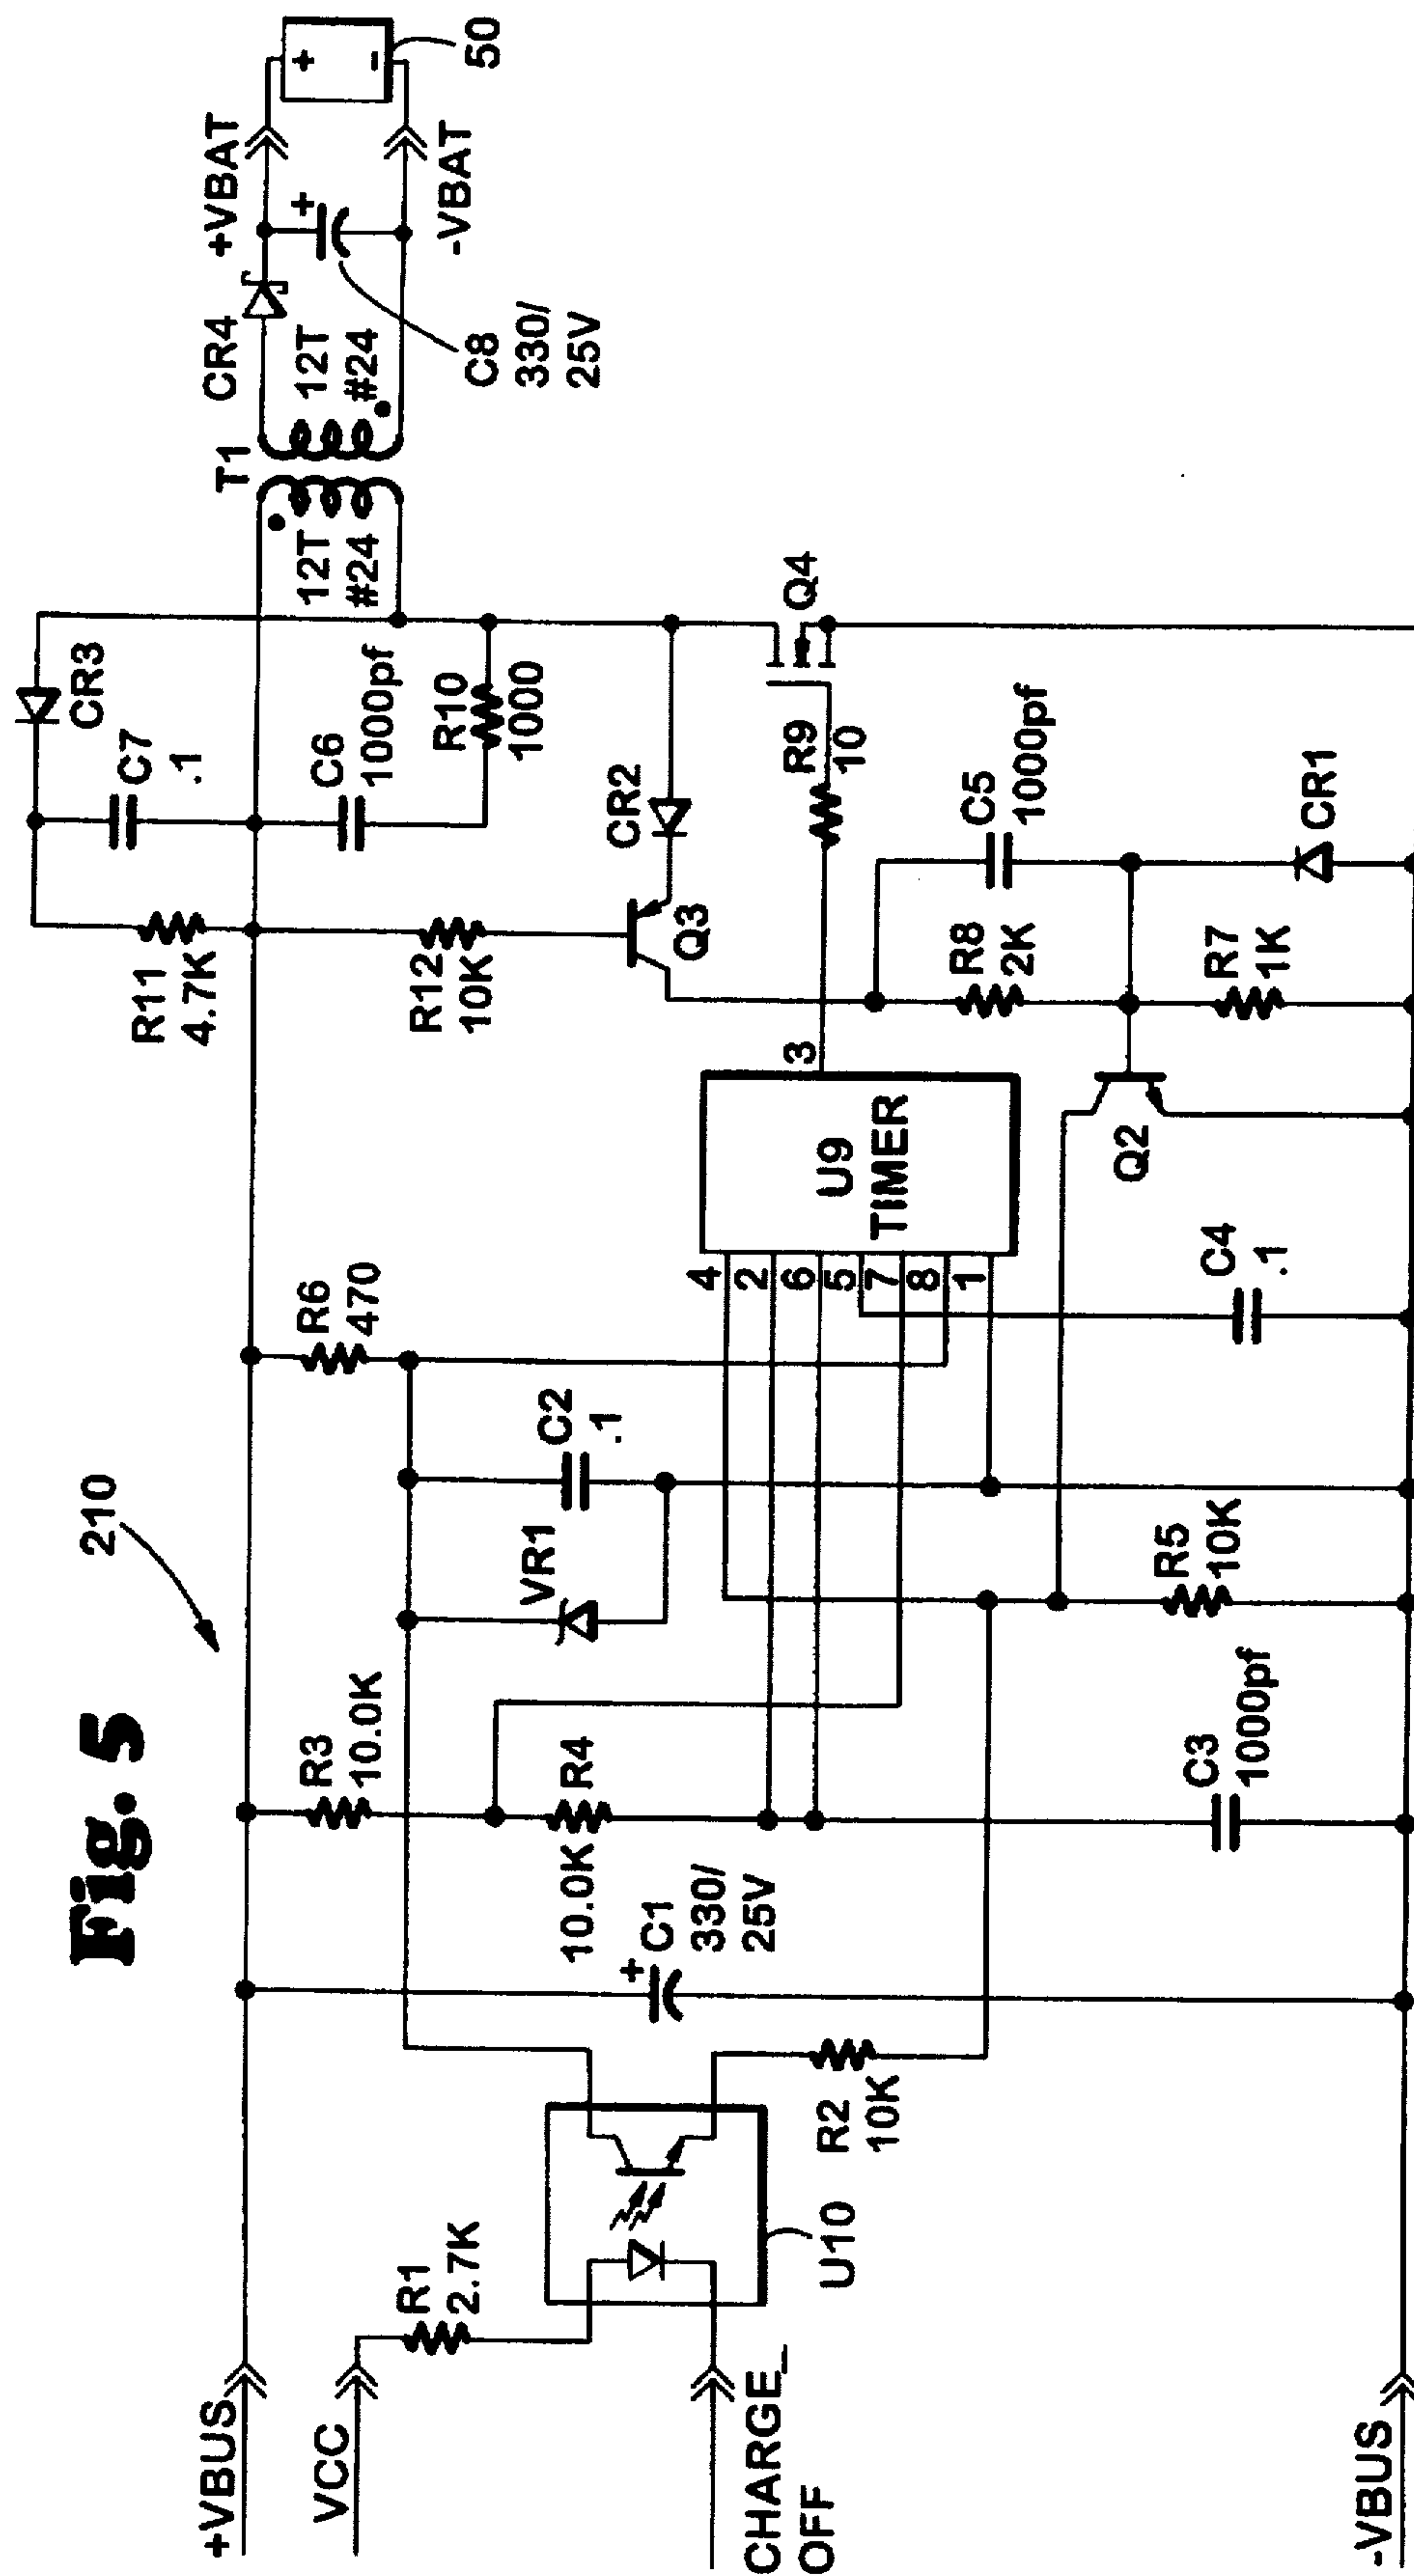 Fig. 5
210
+VBUS
VCC
CHARGE_
OFF
-VBUS
R1
2.7K
U10
R2
10K
C1
+
330/
25V
R3
10.0K
R4
10.0K
C3
1000pf
VR1
C2
.1
R5
10K
R6
470
4
2
6
5
7
8
1
U9
TIMER
3
C4
.1
Q2
R11
4.7K
R12
10K
Q3
R8
2K
R7
1K
C7
.1
C6
1000pf
CR3
R10
1000
CR2
R9
10
C5
1000pf
CR1
Q4
T1
12T
#24
12T
#24
CR4
C8
330/
25V
+
+VBAT
-VBAT
+
-
50